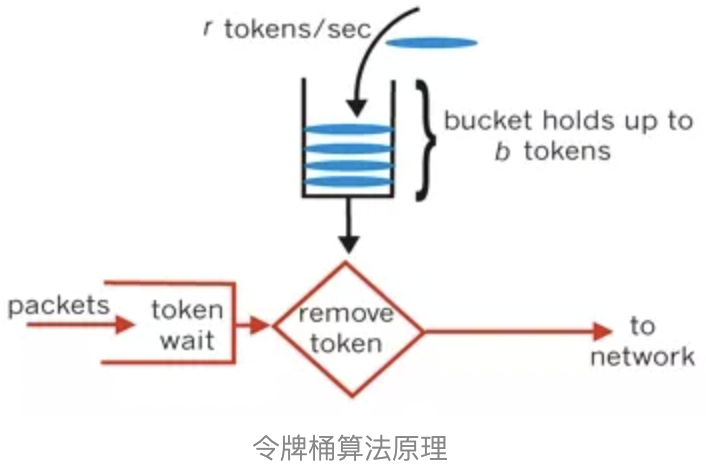 r tokens/sec
bucket holds up to
b tokens
packets
token
wait
remove
token
to
network
令牌桶算法原理